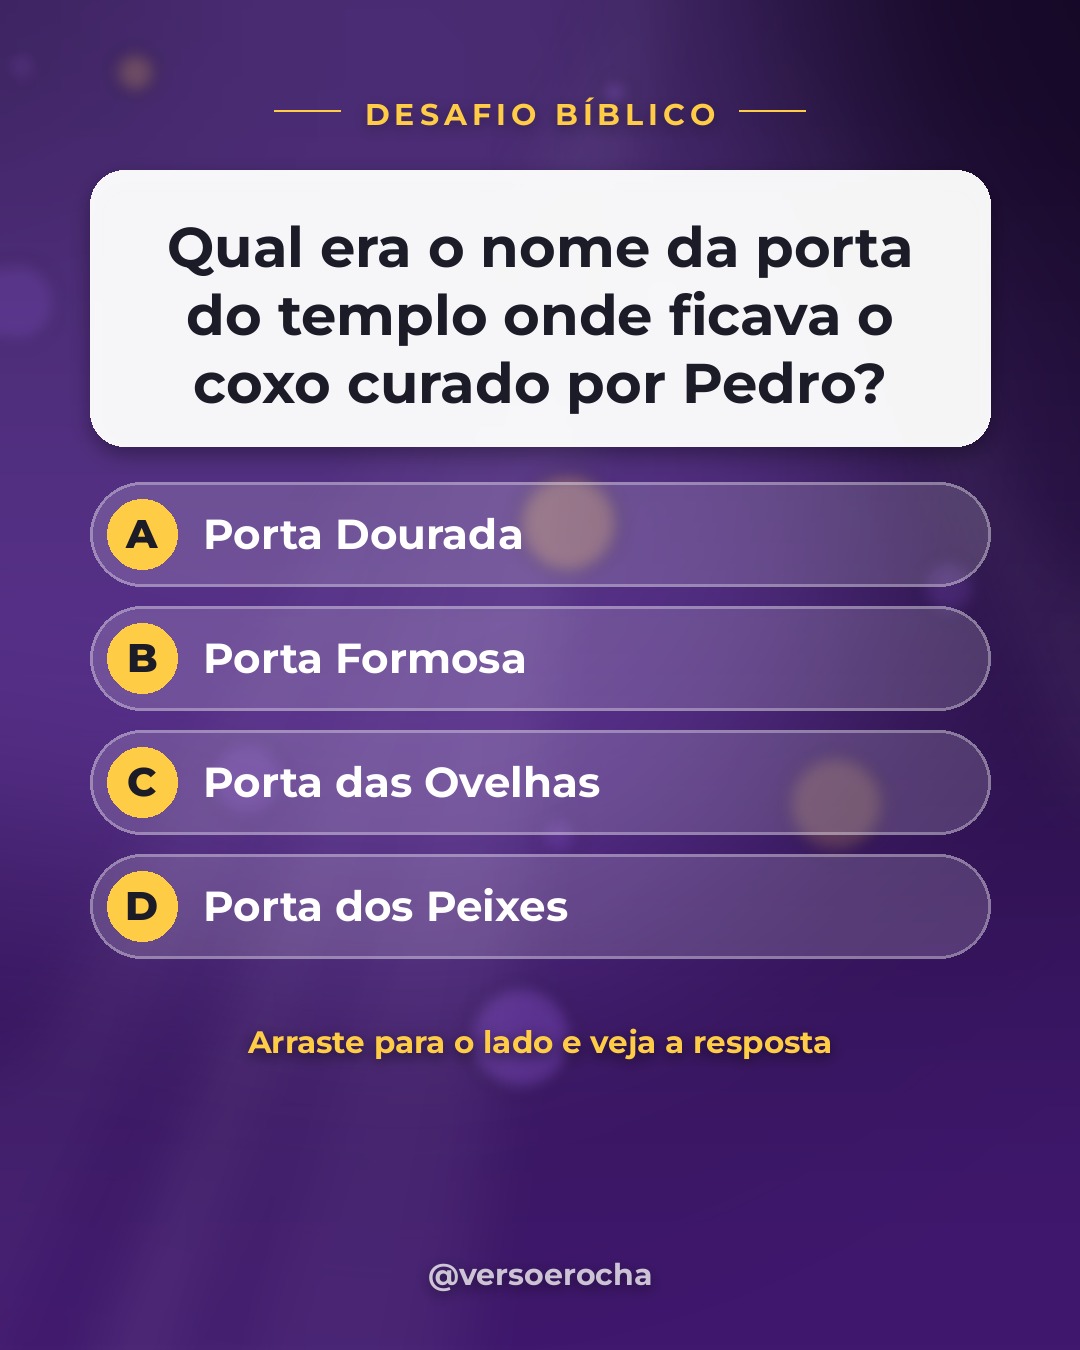 DESAFIO BÍBLICO
Qual era o nome da porta
do templo onde ficava o
coxo curado por Pedro?
A Porta Dourada
B Porta Formosa
C Porta das Ovelhas
D Porta dos Peixes
Arraste para o lado e veja a resposta
@versoerocha